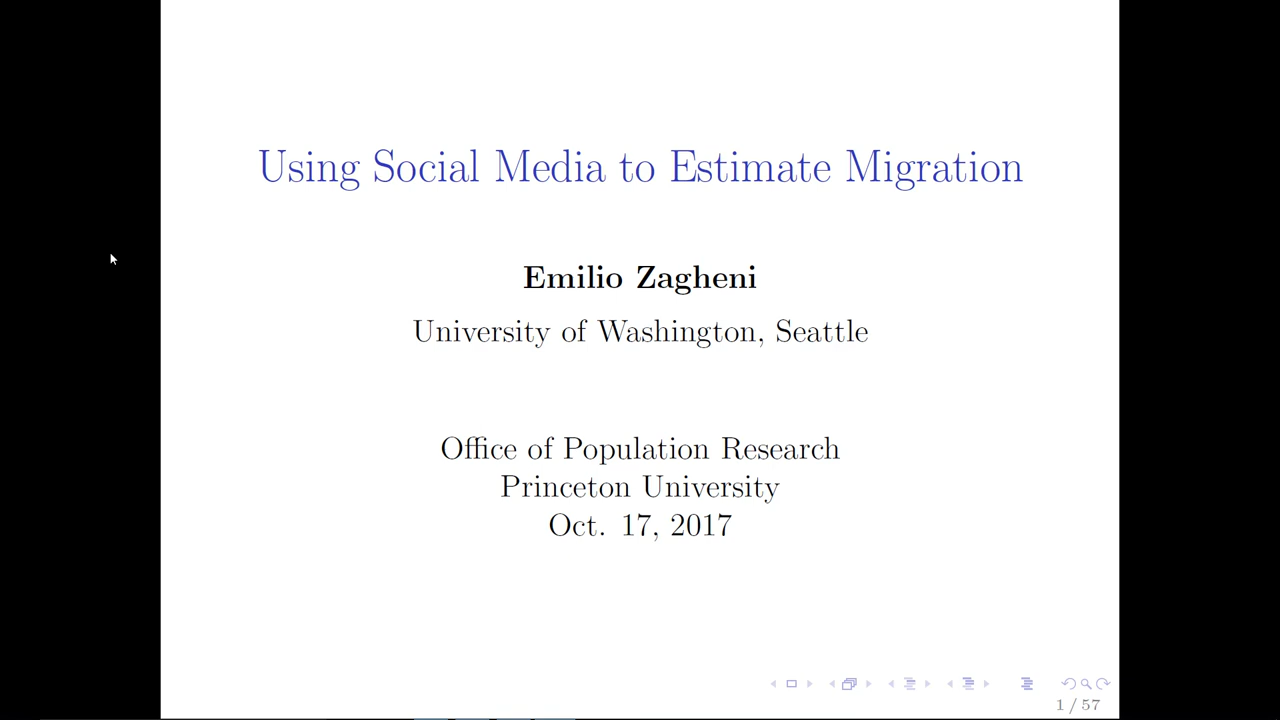 Using Social Media to Estimate Migration
Emilio Zagheni
University of Washington, Seattle
Office of Population Research
Princeton University
Oct. 17, 2017
1 / 57